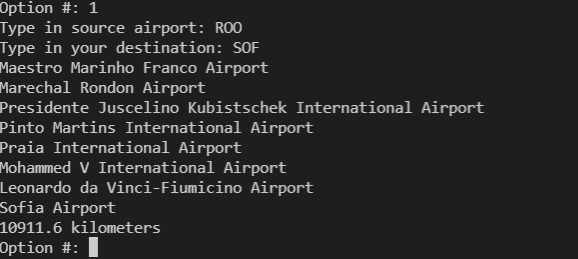 Option #: 1
Type in source airport: ROO
Type in your destination: SOF
Maestro Marinho Franco Airport
Marechal Rondon Airport
Presidente Juscelino Kubistschek International Airport
Pinto Martins International Airport
Praia International Airport
Mohammed V International Airport
Leonardo da Vinci-Fiumicino Airport
Sofia Airport
10911.6 kilometers
Option #: